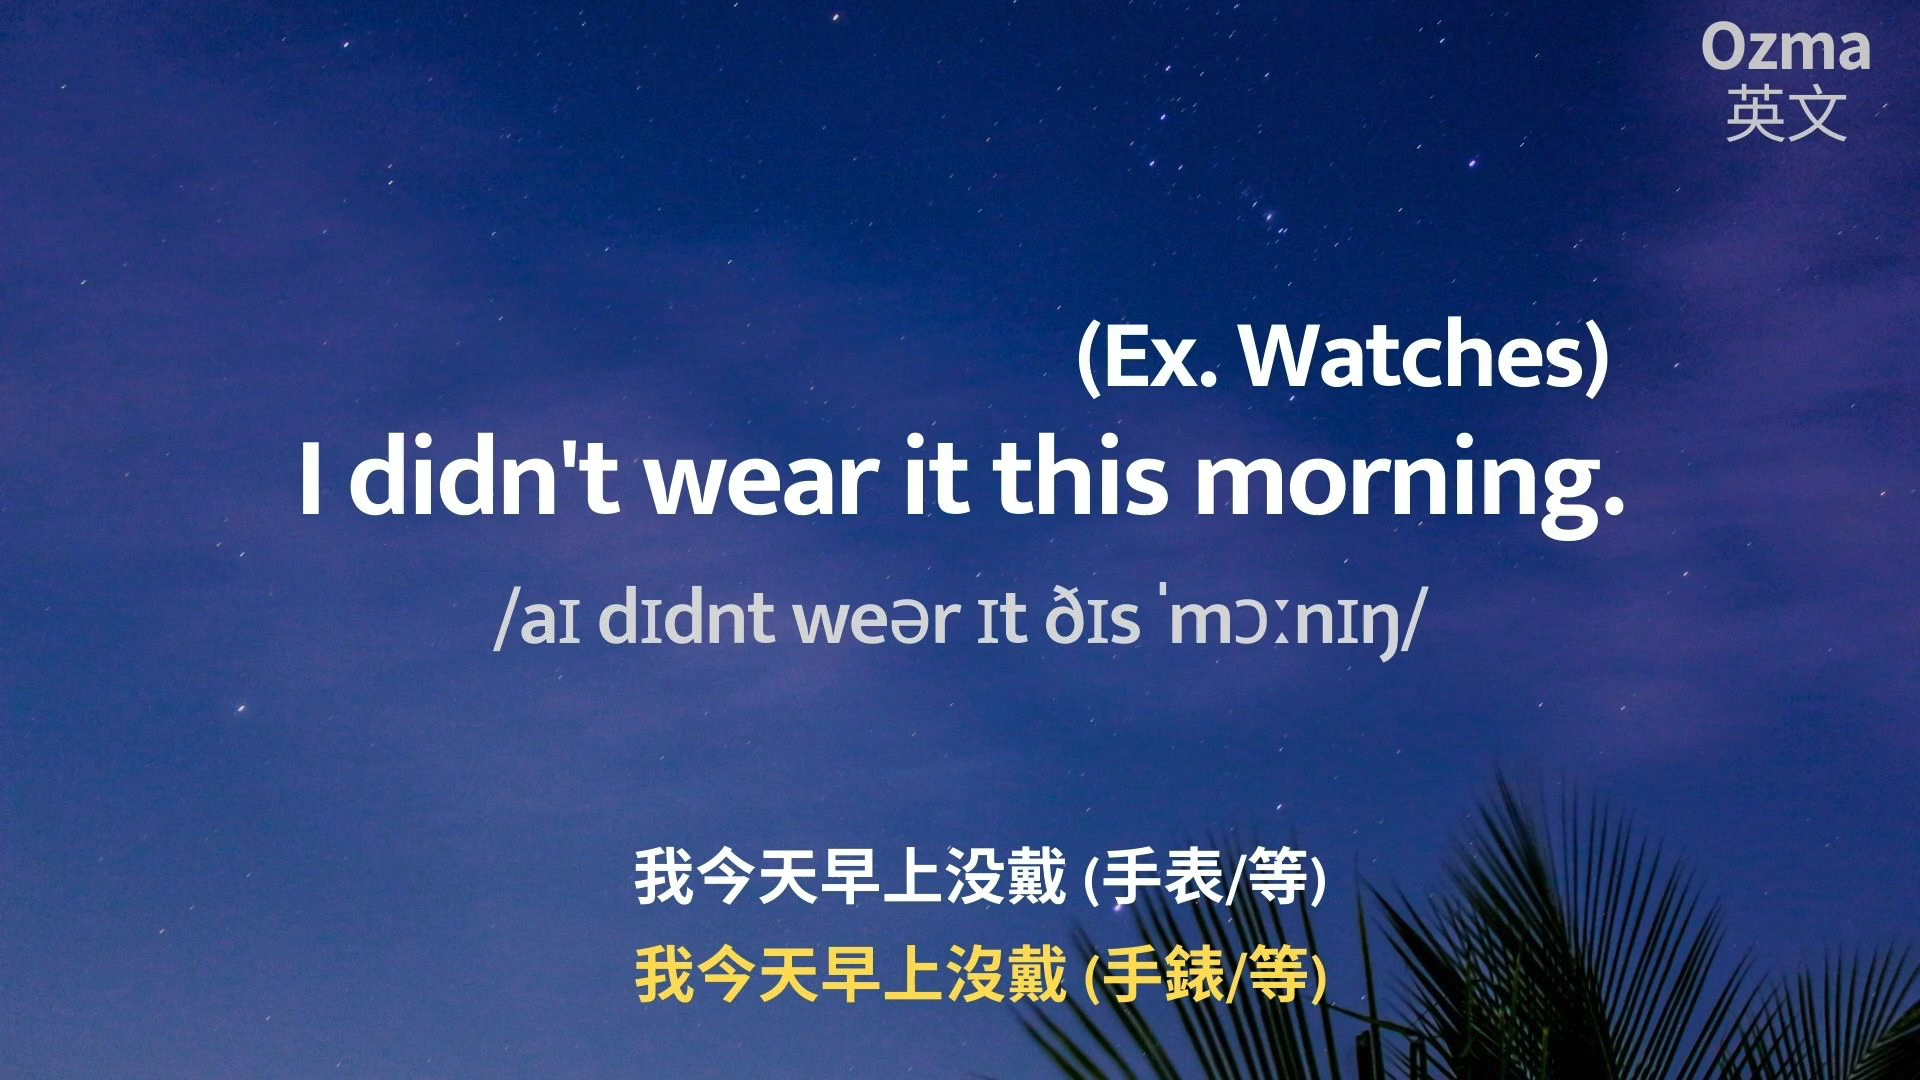 Ozma
英文
(Ex. Watches)
I didn't wear it this morning.
/aɪ dɪdnt weər ɪt ðɪs ˈmɔːnɪŋ/
我今天早上没戴 (手表/等)
我今天早上沒戴 (手錶/等)